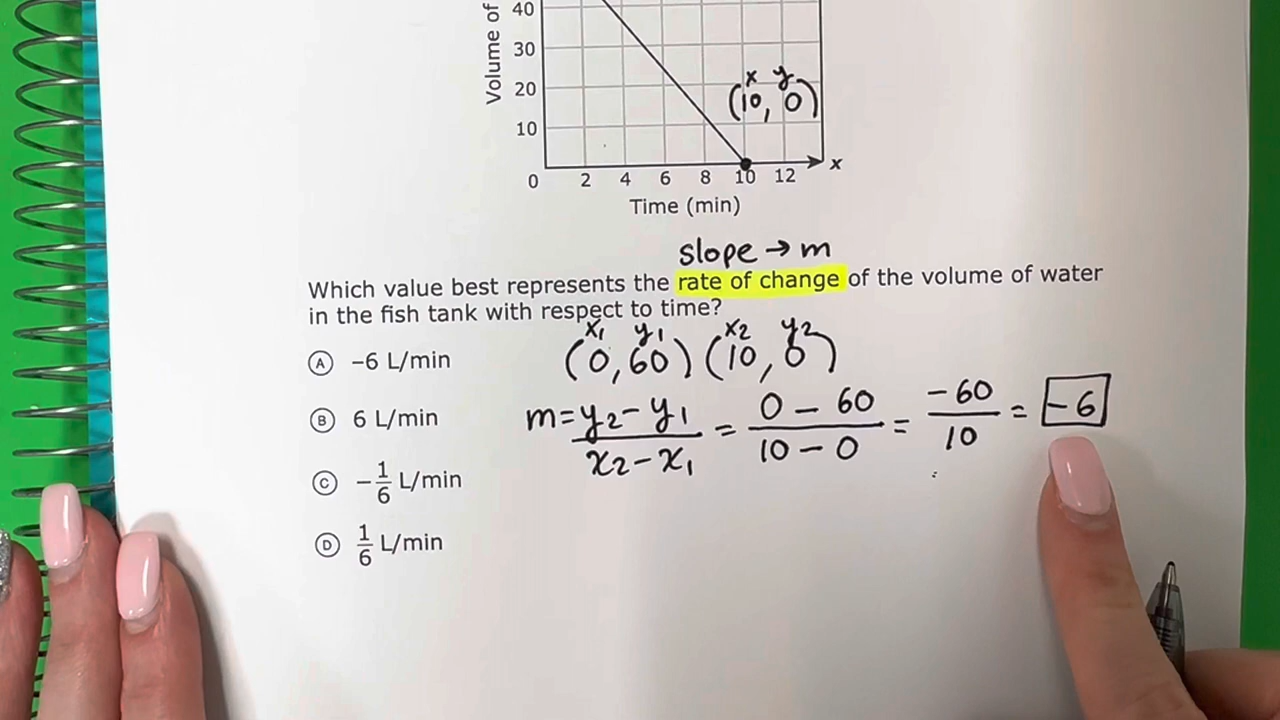 Volume of
40
30
20
10
x y
(10, 0)
0 2 4 6 8 10 12 x
Time (min)
slope → m
Which value best represents the rate of change of the volume of water
in the fish tank with respect to time?
x1 y1 x2 y2
(0, 60) (10, 0)
A -6 L/min
B 6 L/min
C -1/6 L/min
D 1/6 L/min
m = y2 - y1 / x2 - x1 = 0 - 60 / 10 - 0 = -60 / 10 = -6